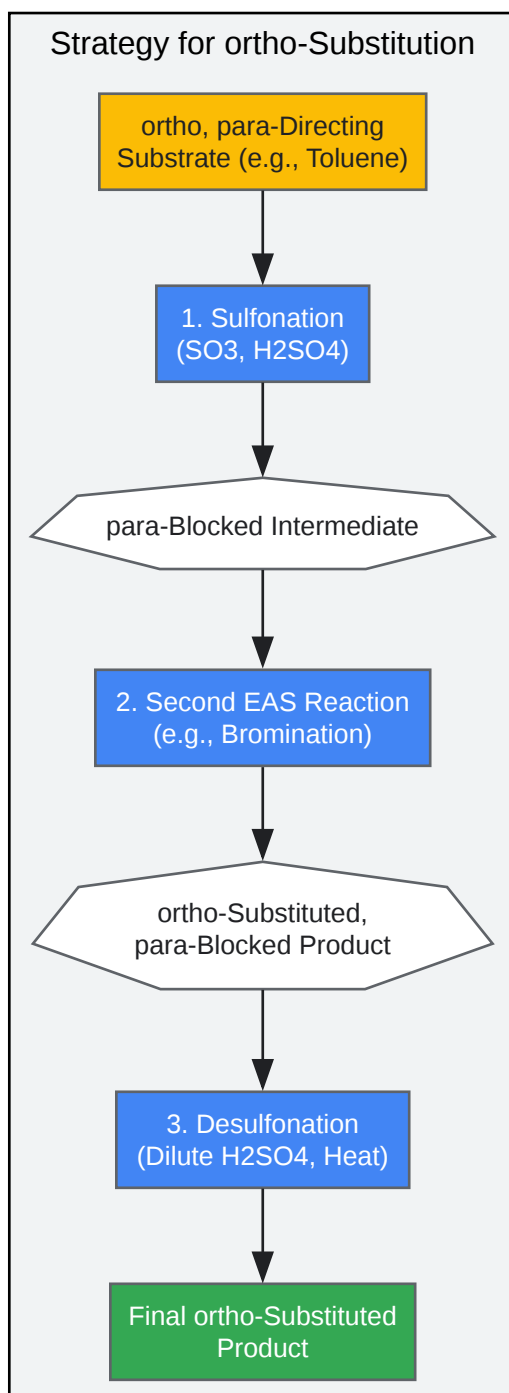 Strategy for ortho-Substitution
ortho, para-Directing
Substrate (e.g., Toluene)
1. Sulfonation
(SO3, H2SO4)
para-Blocked Intermediate
2. Second EAS Reaction
(e.g., Bromination)
ortho-Substituted,
para-Blocked Product
3. Desulfonation
(Dilute H2SO4, Heat)
Final ortho-Substituted
Product